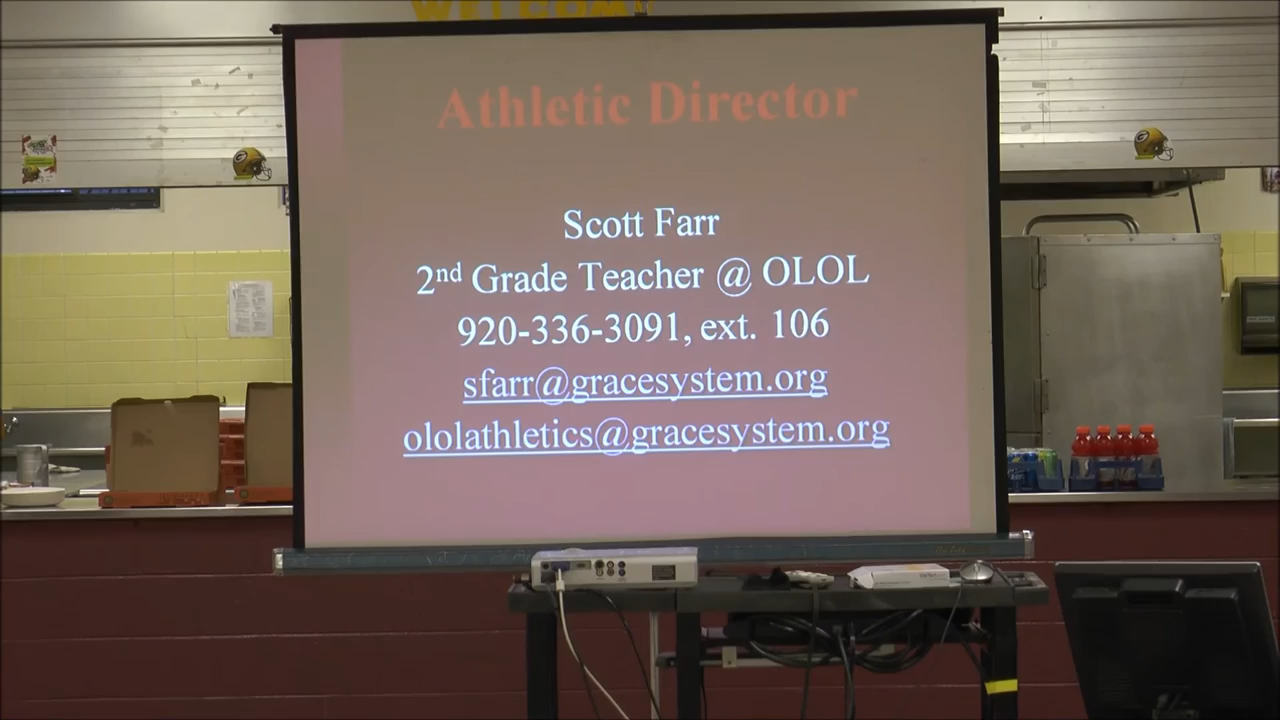 WELCOME
Athletic Director
Scott Farr
2nd Grade Teacher @ OLOL
920-336-3091, ext. 106
sfarr@gracesystem.org
ololathletics@gracesystem.org